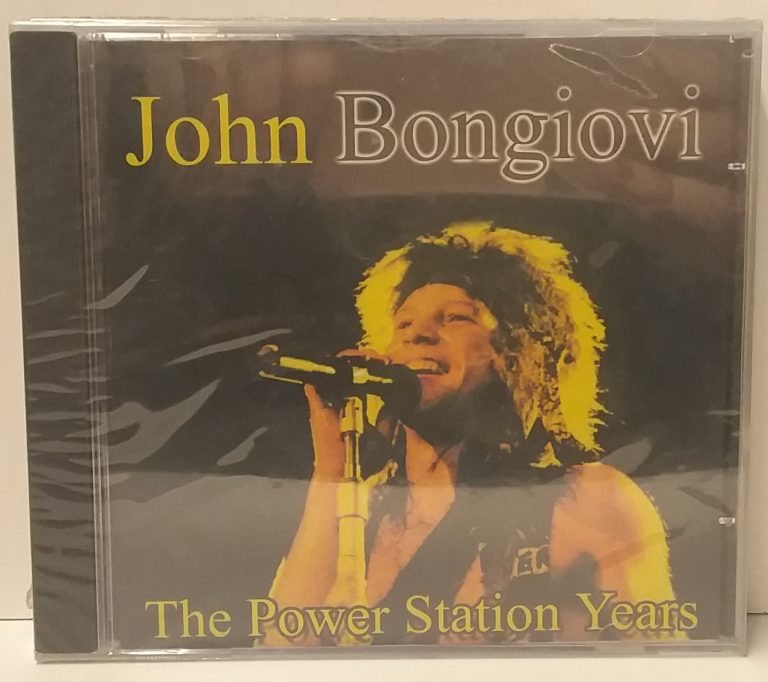 John Bongiovi
The Power Station Years